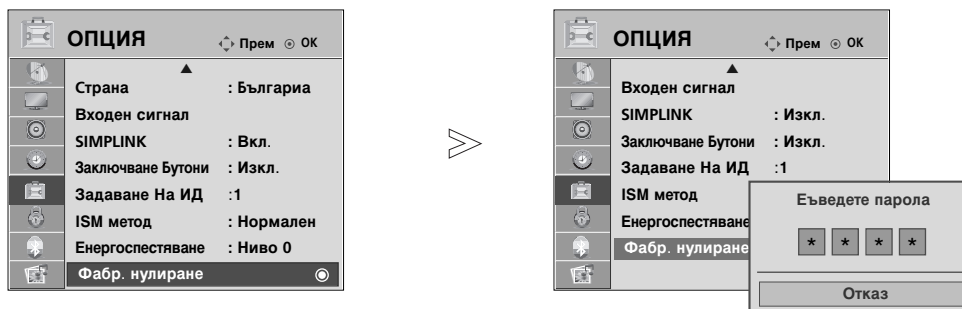 ОПЦИЯ Прем OK
Страна : Бългapиa
Входен сигнал
SIMPLINK : Вкл.
Заключване Бутони : Изкл.
Задаване На ИД :1
ISM метод : Нормален
Енергоспестяване : Ниво 0
Фабр. нулиране
ОПЦИЯ Прем OK
Входен сигнал
SIMPLINK : Изкл.
Заключване Бутони : Изкл.
Задаване На ИД :1
ISM метод
Енергоспестяване
Фабр. нулиране
Еъведете парола
* * * *
Отказ